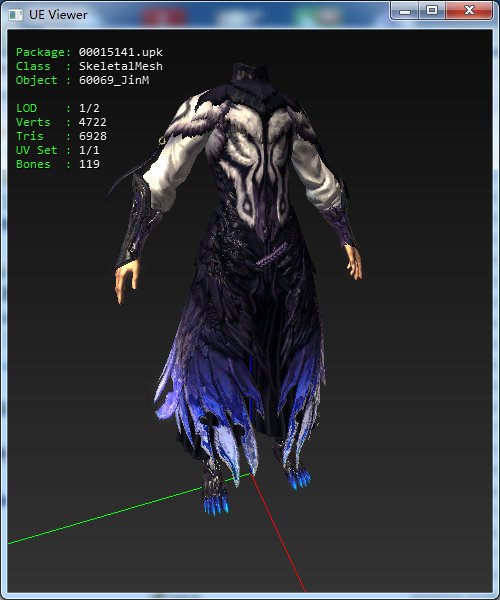 UE Viewer
Package: 00015141.upk
Class : SkeletalMesh
Object : 60069_JinM
LOD : 1/2
Verts : 4722
Tris : 6928
UV Set : 1/1
Bones : 119